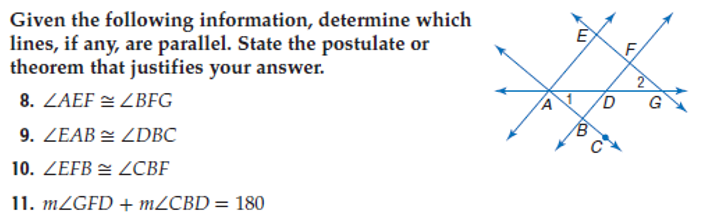 Given the following information, determine which
lines, if any, are parallel. State the postulate or
theorem that justifies your answer.
8. ∠AEF ≅ ∠BFG
9. ∠EAB ≅ ∠DBC
10. ∠EFB ≅ ∠CBF
11. m∠GFD + m∠CBD = 180
E
F
2
A 1 D G
B
C